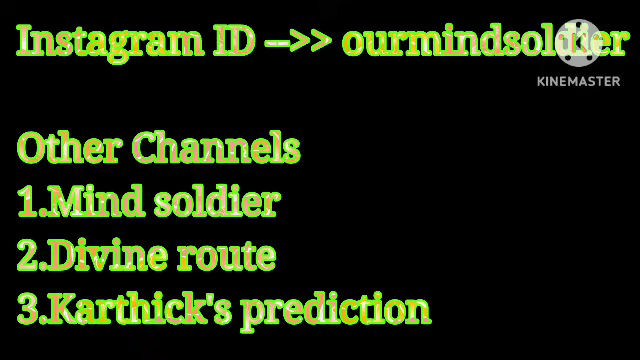 Instagram ID -->> ourmindsoldier
KINEMASTER
Other Channels
1.Mind soldier
2.Divine route
3.Karthick's prediction